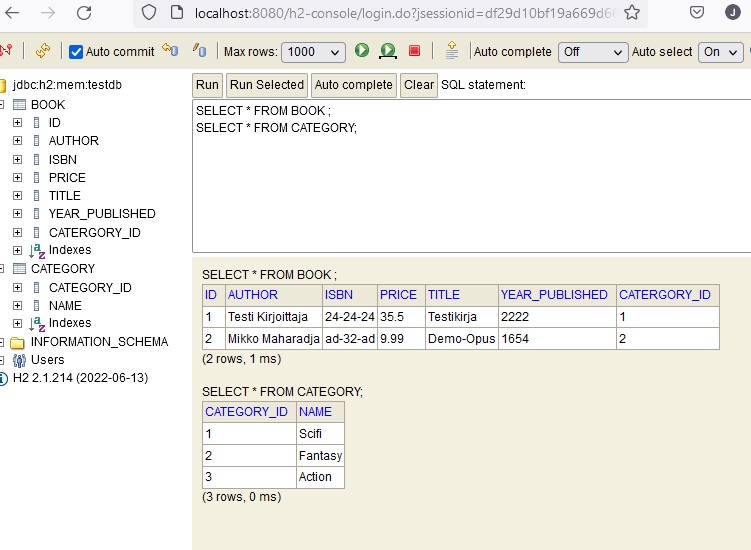 localhost:8080/h2-console/login.do?jsessionid=df29d10bf19a669d6
Auto commit Max rows: 1000 Auto complete Off Auto select On
jdbc:h2:mem:testdb
BOOK
ID
AUTHOR
ISBN
PRICE
TITLE
YEAR_PUBLISHED
CATERGORY_ID
Indexes
CATEGORY
CATEGORY_ID
NAME
Indexes
INFORMATION_SCHEMA
Users
H2 2.1.214 (2022-06-13)
Run Run Selected Auto complete Clear SQL statement:
SELECT * FROM BOOK ;
SELECT * FROM CATEGORY;
SELECT * FROM BOOK ;
ID AUTHOR ISBN PRICE TITLE YEAR_PUBLISHED CATERGORY_ID
1 Testi Kirjoittaja 24-24-24 35.5 Testikirja 2222 1
2 Mikko Maharadja ad-32-ad 9.99 Demo-Opus 1654 2
(2 rows, 1 ms)
SELECT * FROM CATEGORY;
CATEGORY_ID NAME
1 Scifi
2 Fantasy
3 Action
(3 rows, 0 ms)